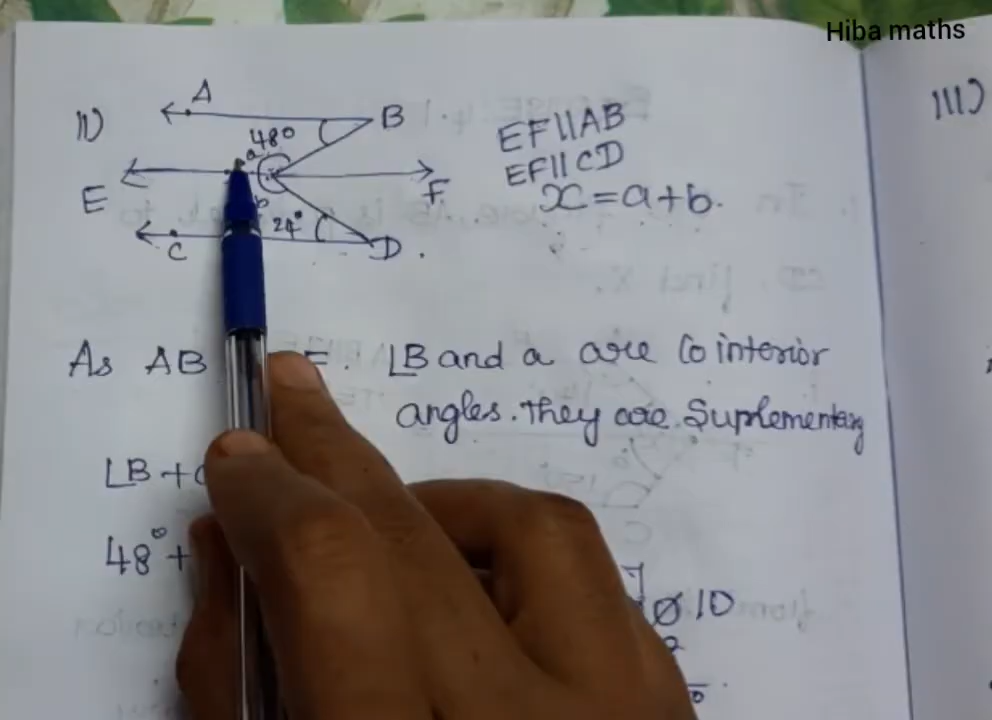 Hiba maths
II)
A
B
48°
a
E
F
b
24°
C
D.
EF||AB
EF||CD
x=a+b.
III)
As AB
∠B and a are Co interior
angles. They are Suplementary
∠B+
48°+
10